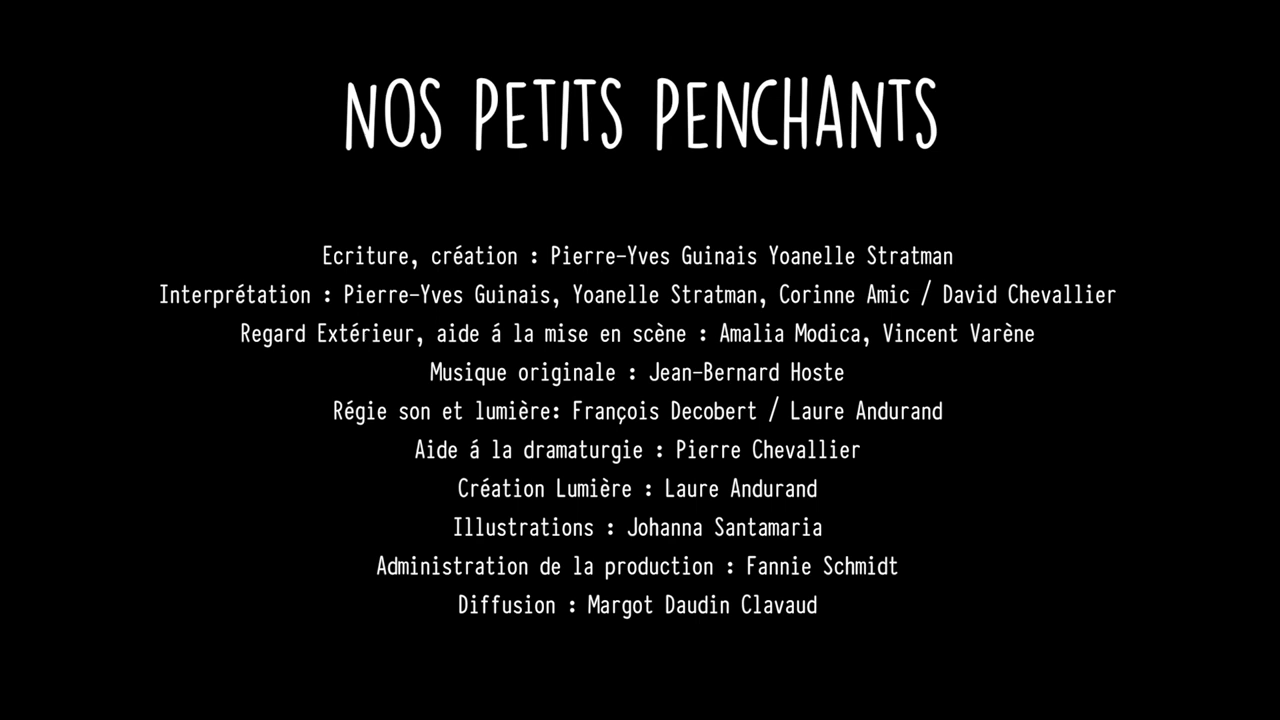 NOS PETITS PENCHANTS
Ecriture, création : Pierre-Yves Guinais Yoanelle Stratman
Interprétation : Pierre-Yves Guinais, Yoanelle Stratman, Corinne Amic / David Chevallier
Regard Extérieur, aide á la mise en scène : Amalia Modica, Vincent Varène
Musique originale : Jean-Bernard Hoste
Régie son et lumière: François Decobert / Laure Andurand
Aide á la dramaturgie : Pierre Chevallier
Création Lumière : Laure Andurand
Illustrations : Johanna Santamaria
Administration de la production : Fannie Schmidt
Diffusion : Margot Daudin Clavaud